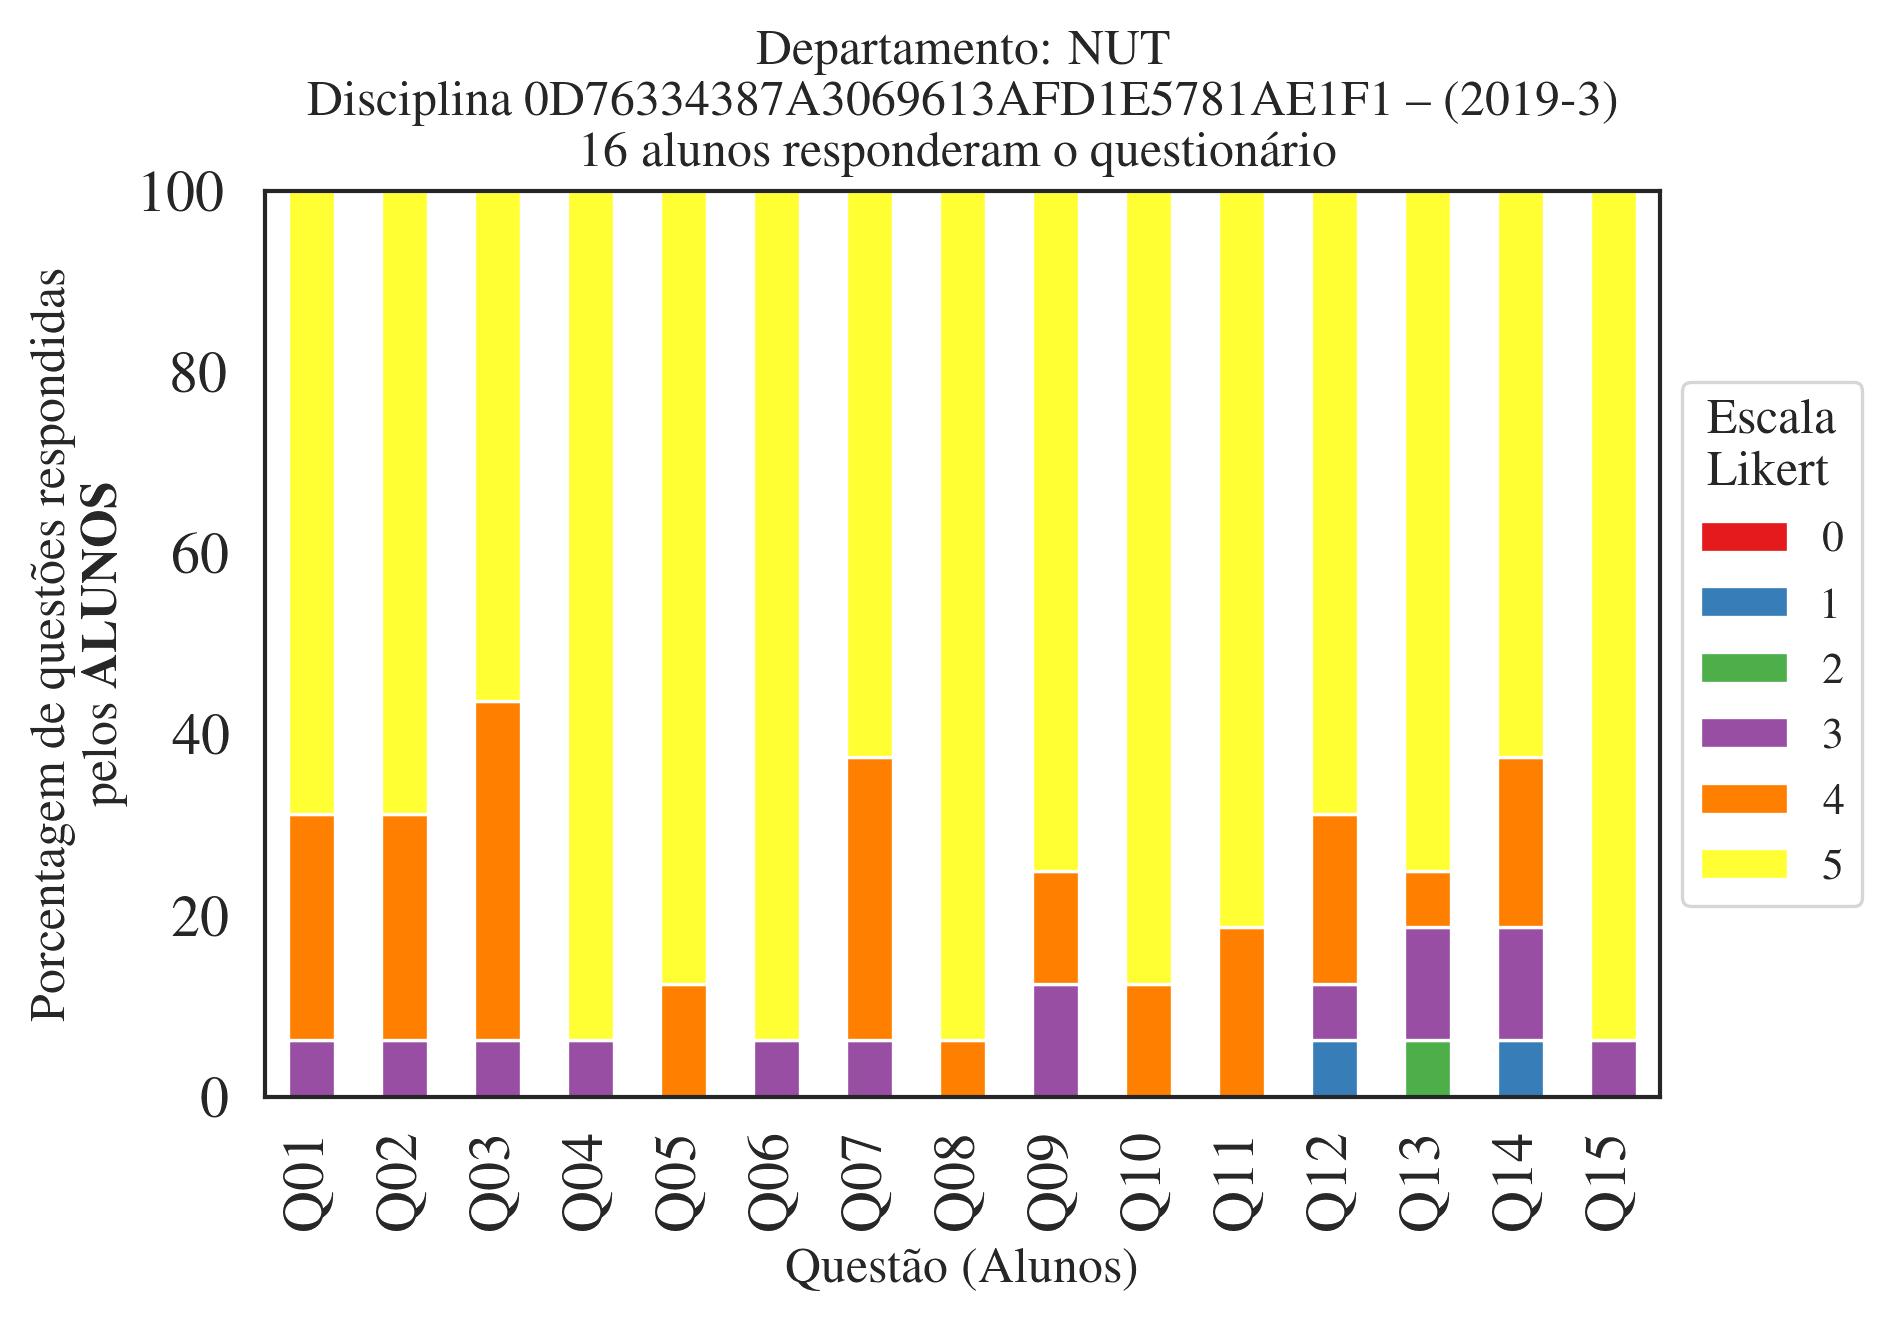 Departamento: NUT
Disciplina 0D76334387A3069613AFD1E5781AE1F1 – (2019-3)
16 alunos responderam o questionário
Porcentagem de questões respondidas
pelos ALUNOS
100
80
60
40
20
0
Q01
Q02
Q03
Q04
Q05
Q06
Q07
Q08
Q09
Q10
Q11
Q12
Q13
Q14
Q15
Questão (Alunos)
Escala
Likert
0
1
2
3
4
5